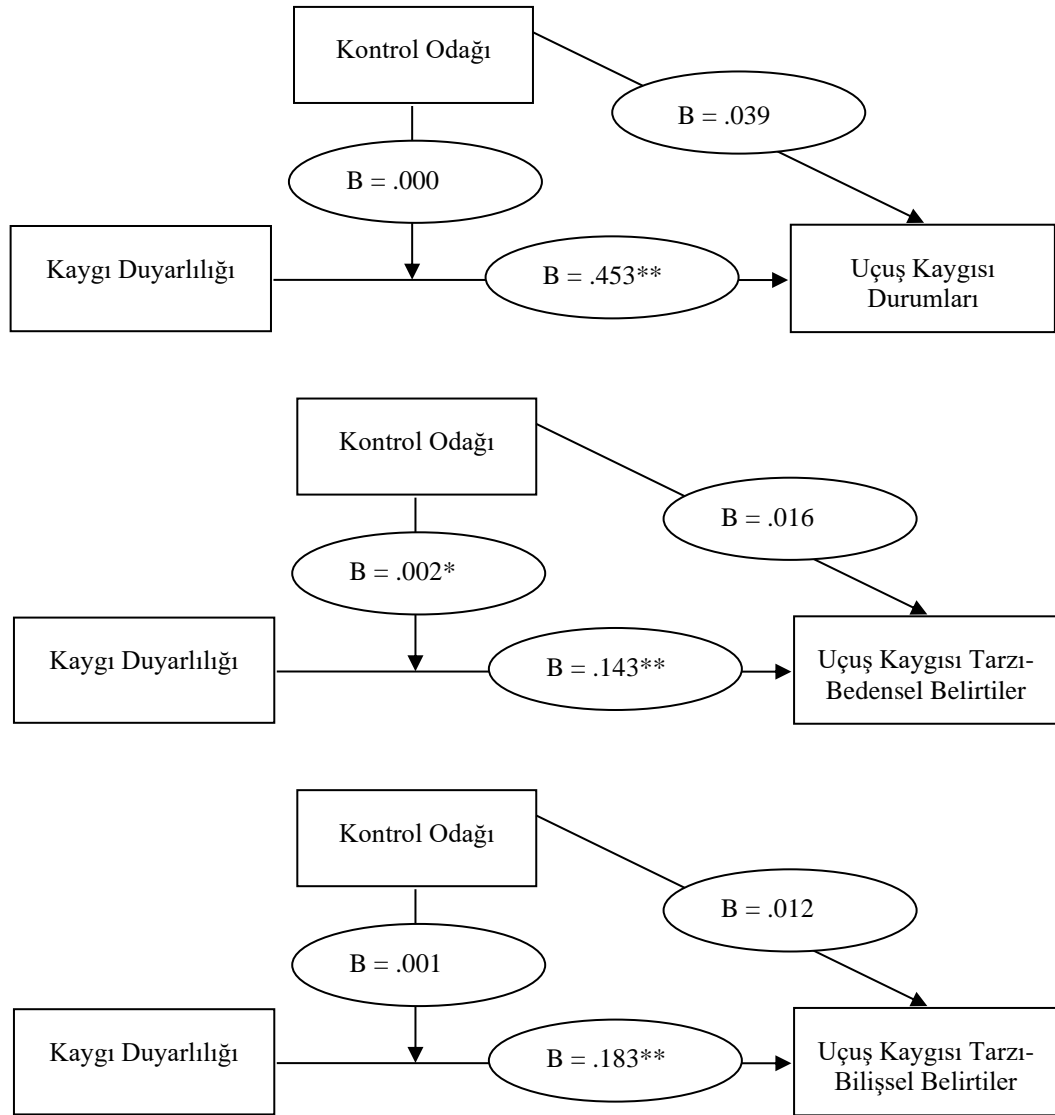 Kontrol Odağı
B = .039
B = .000
Kaygı Duyarlılığı
B = .453**
Uçuş Kaygısı
Durumları
Kontrol Odağı
B = .016
B = .002*
Kaygı Duyarlılığı
B = .143**
Uçuş Kaygısı Tarzı-
Bedensel Belirtiler
Kontrol Odağı
B = .012
B = .001
Kaygı Duyarlılığı
B = .183**
Uçuş Kaygısı Tarzı-
Bilişsel Belirtiler